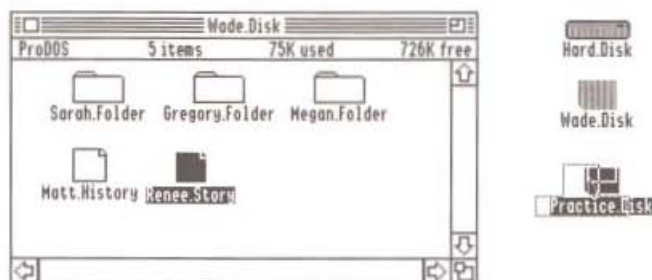 Wade.Disk
ProDOS 5 items 75K used 726K free
Sarah.Folder Gregory.Folder Megan.Folder
Matt.History Renee.Story
Hard.Disk
Wade.Disk
Practice.Disk